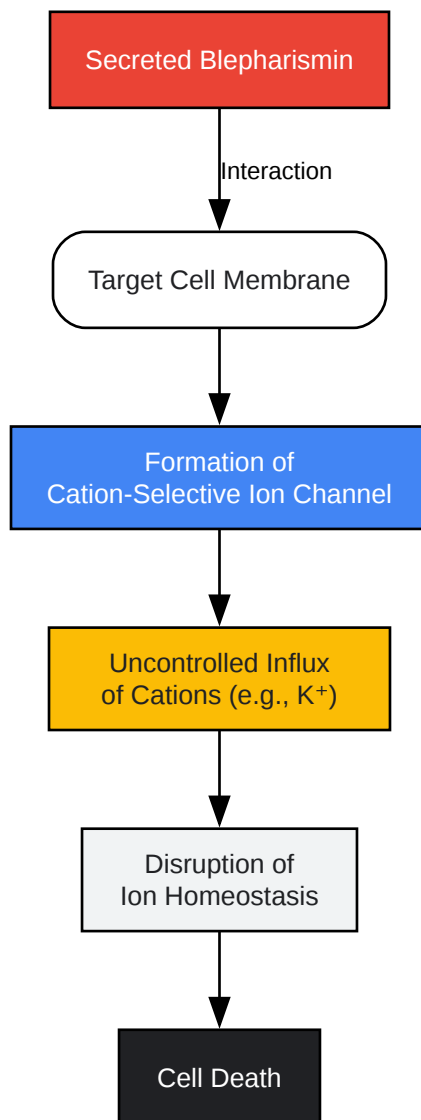 Secreted Blepharismin
Interaction
Target Cell Membrane
Formation of
Cation-Selective Ion Channel
Uncontrolled Influx
of Cations (e.g., K⁺)
Disruption of
Ion Homeostasis
Cell Death